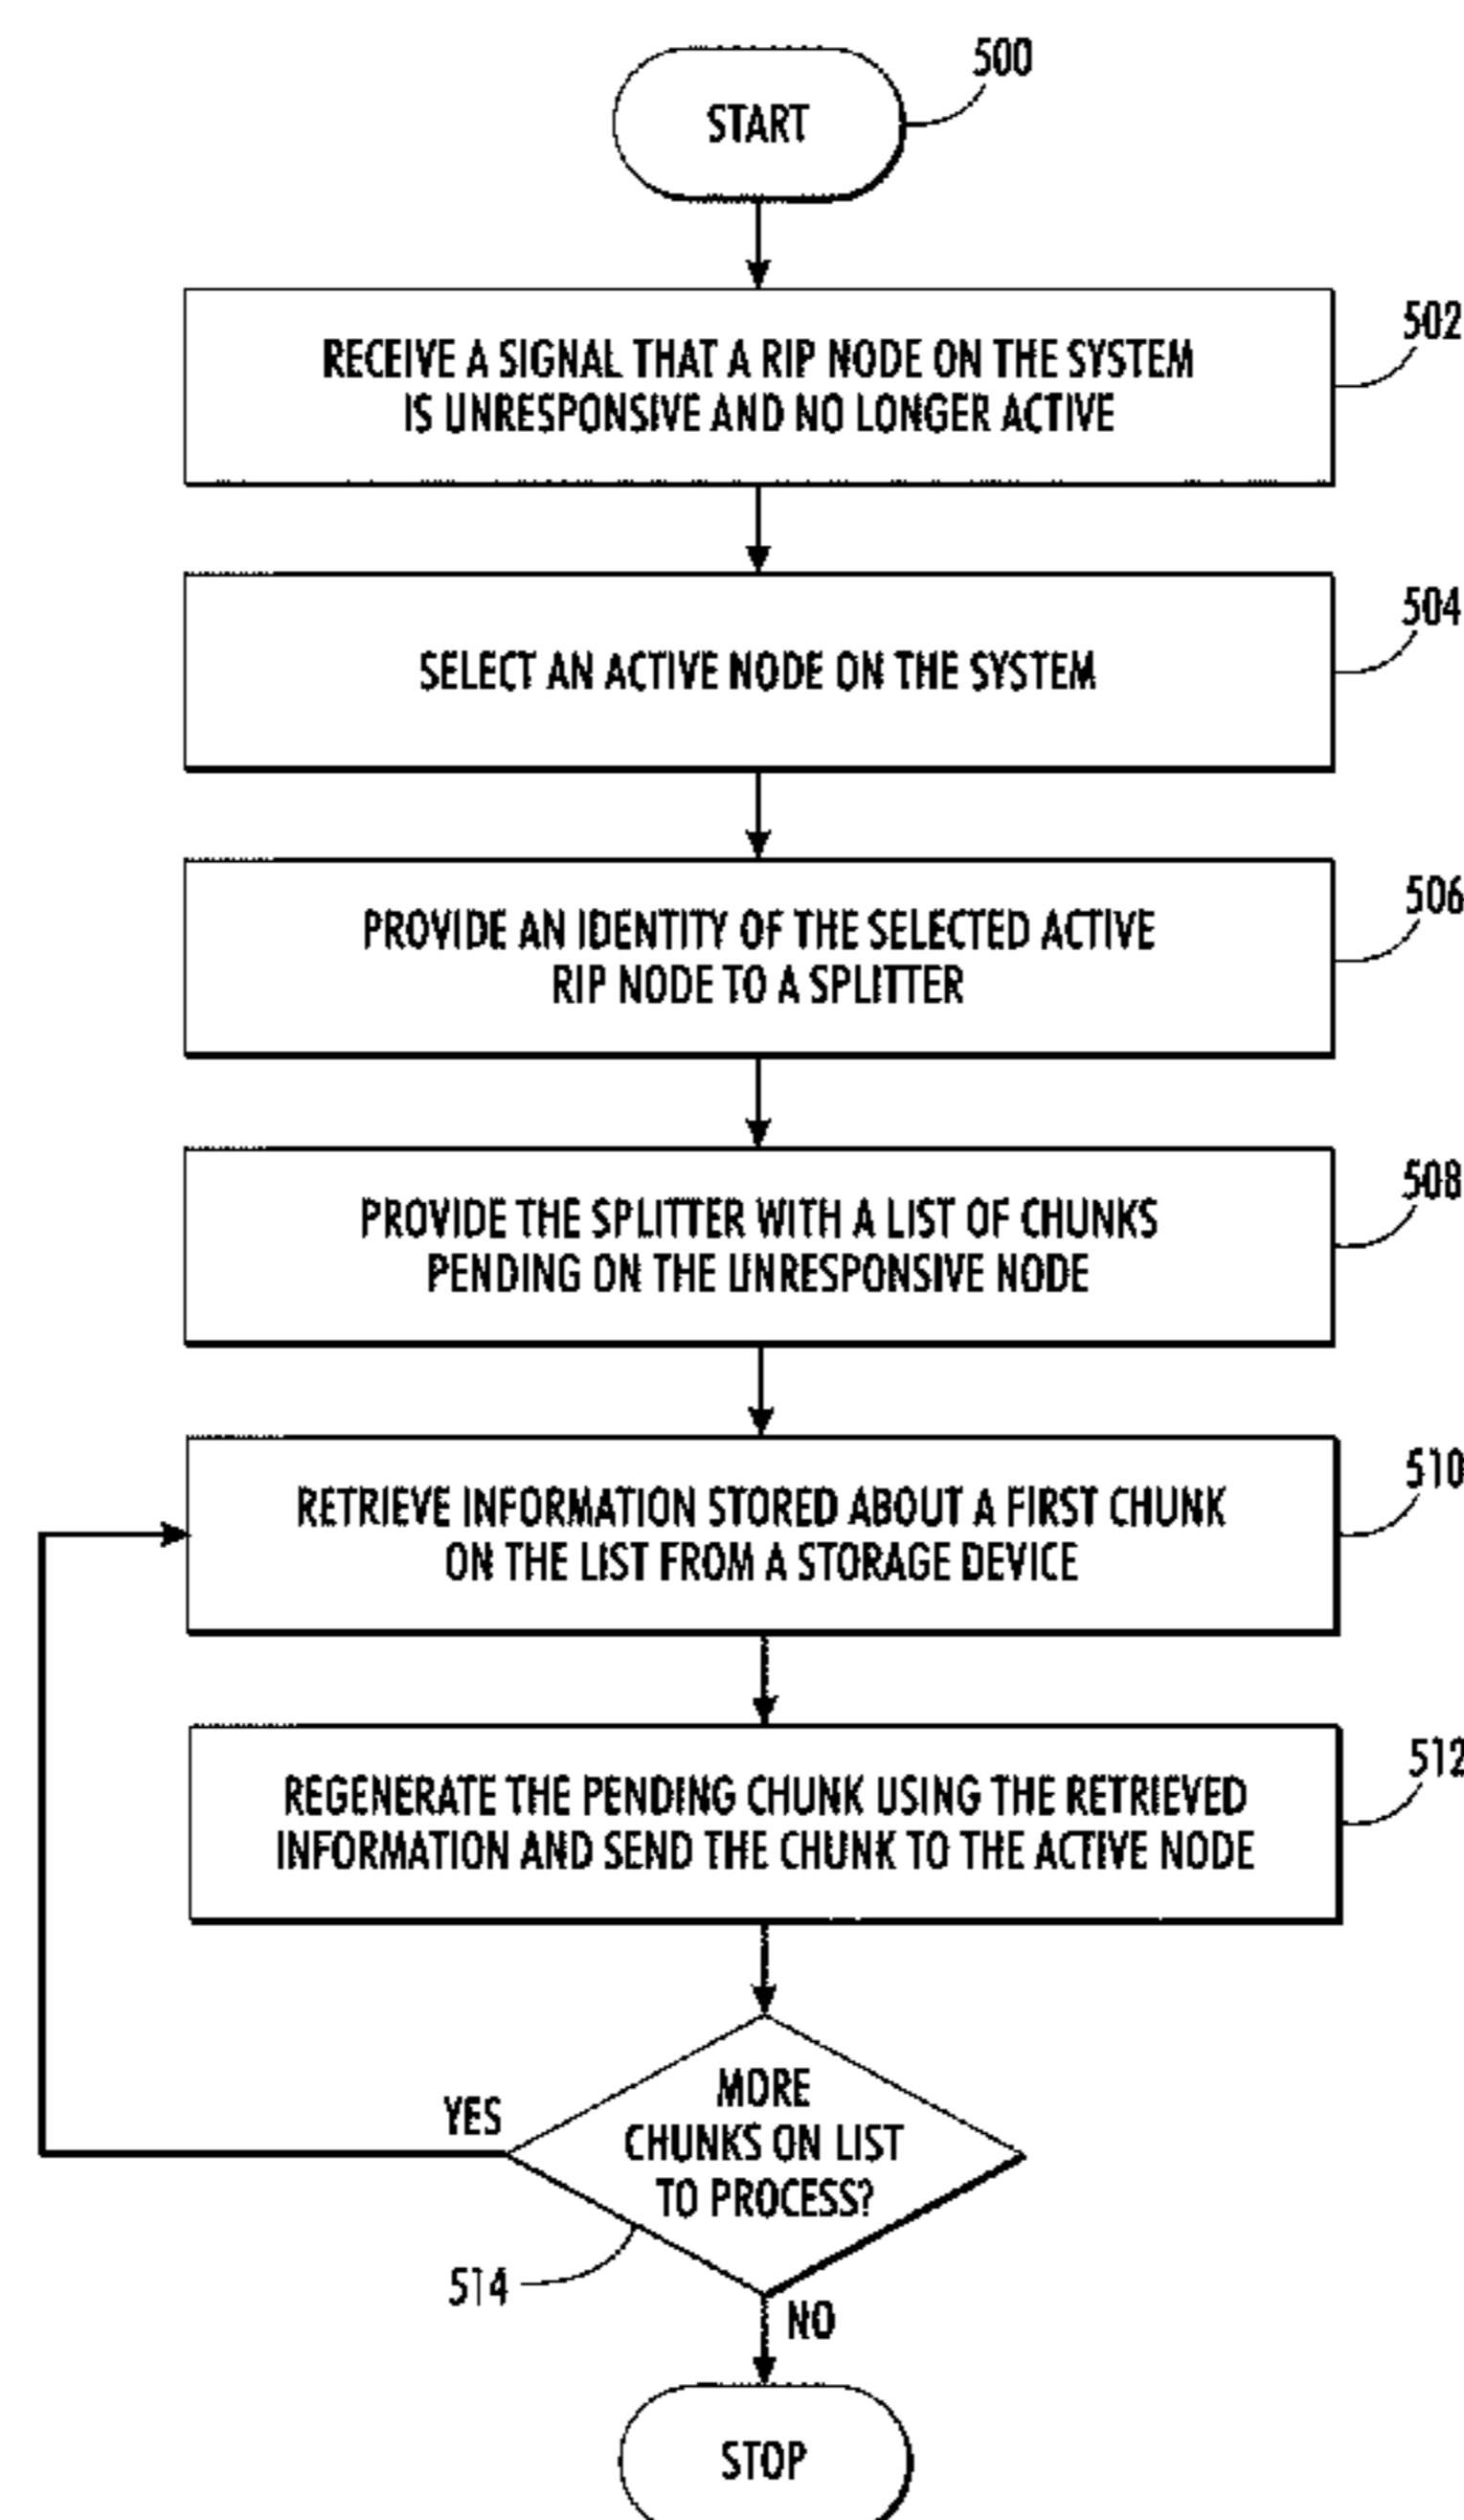 START
500
RECEIVE A SIGNAL THAT A RIP NODE ON THE SYSTEM
IS UNRESPONSIVE AND NO LONGER ACTIVE
502
SELECT AN ACTIVE NODE ON THE SYSTEM
504
PROVIDE AN IDENTITY OF THE SELECTED ACTIVE
RIP NODE TO A SPLITTER
506
PROVIDE THE SPLITTER WITH A LIST OF CHUNKS
PENDING ON THE UNRESPONSIVE NODE
508
RETRIEVE INFORMATION STORED ABOUT A FIRST CHUNK
ON THE LIST FROM A STORAGE DEVICE
510
REGENERATE THE PENDING CHUNK USING THE RETRIEVED
INFORMATION AND SEND THE CHUNK TO THE ACTIVE NODE
512
MORE
CHUNKS ON LIST
TO PROCESS?
YES
514
NO
STOP